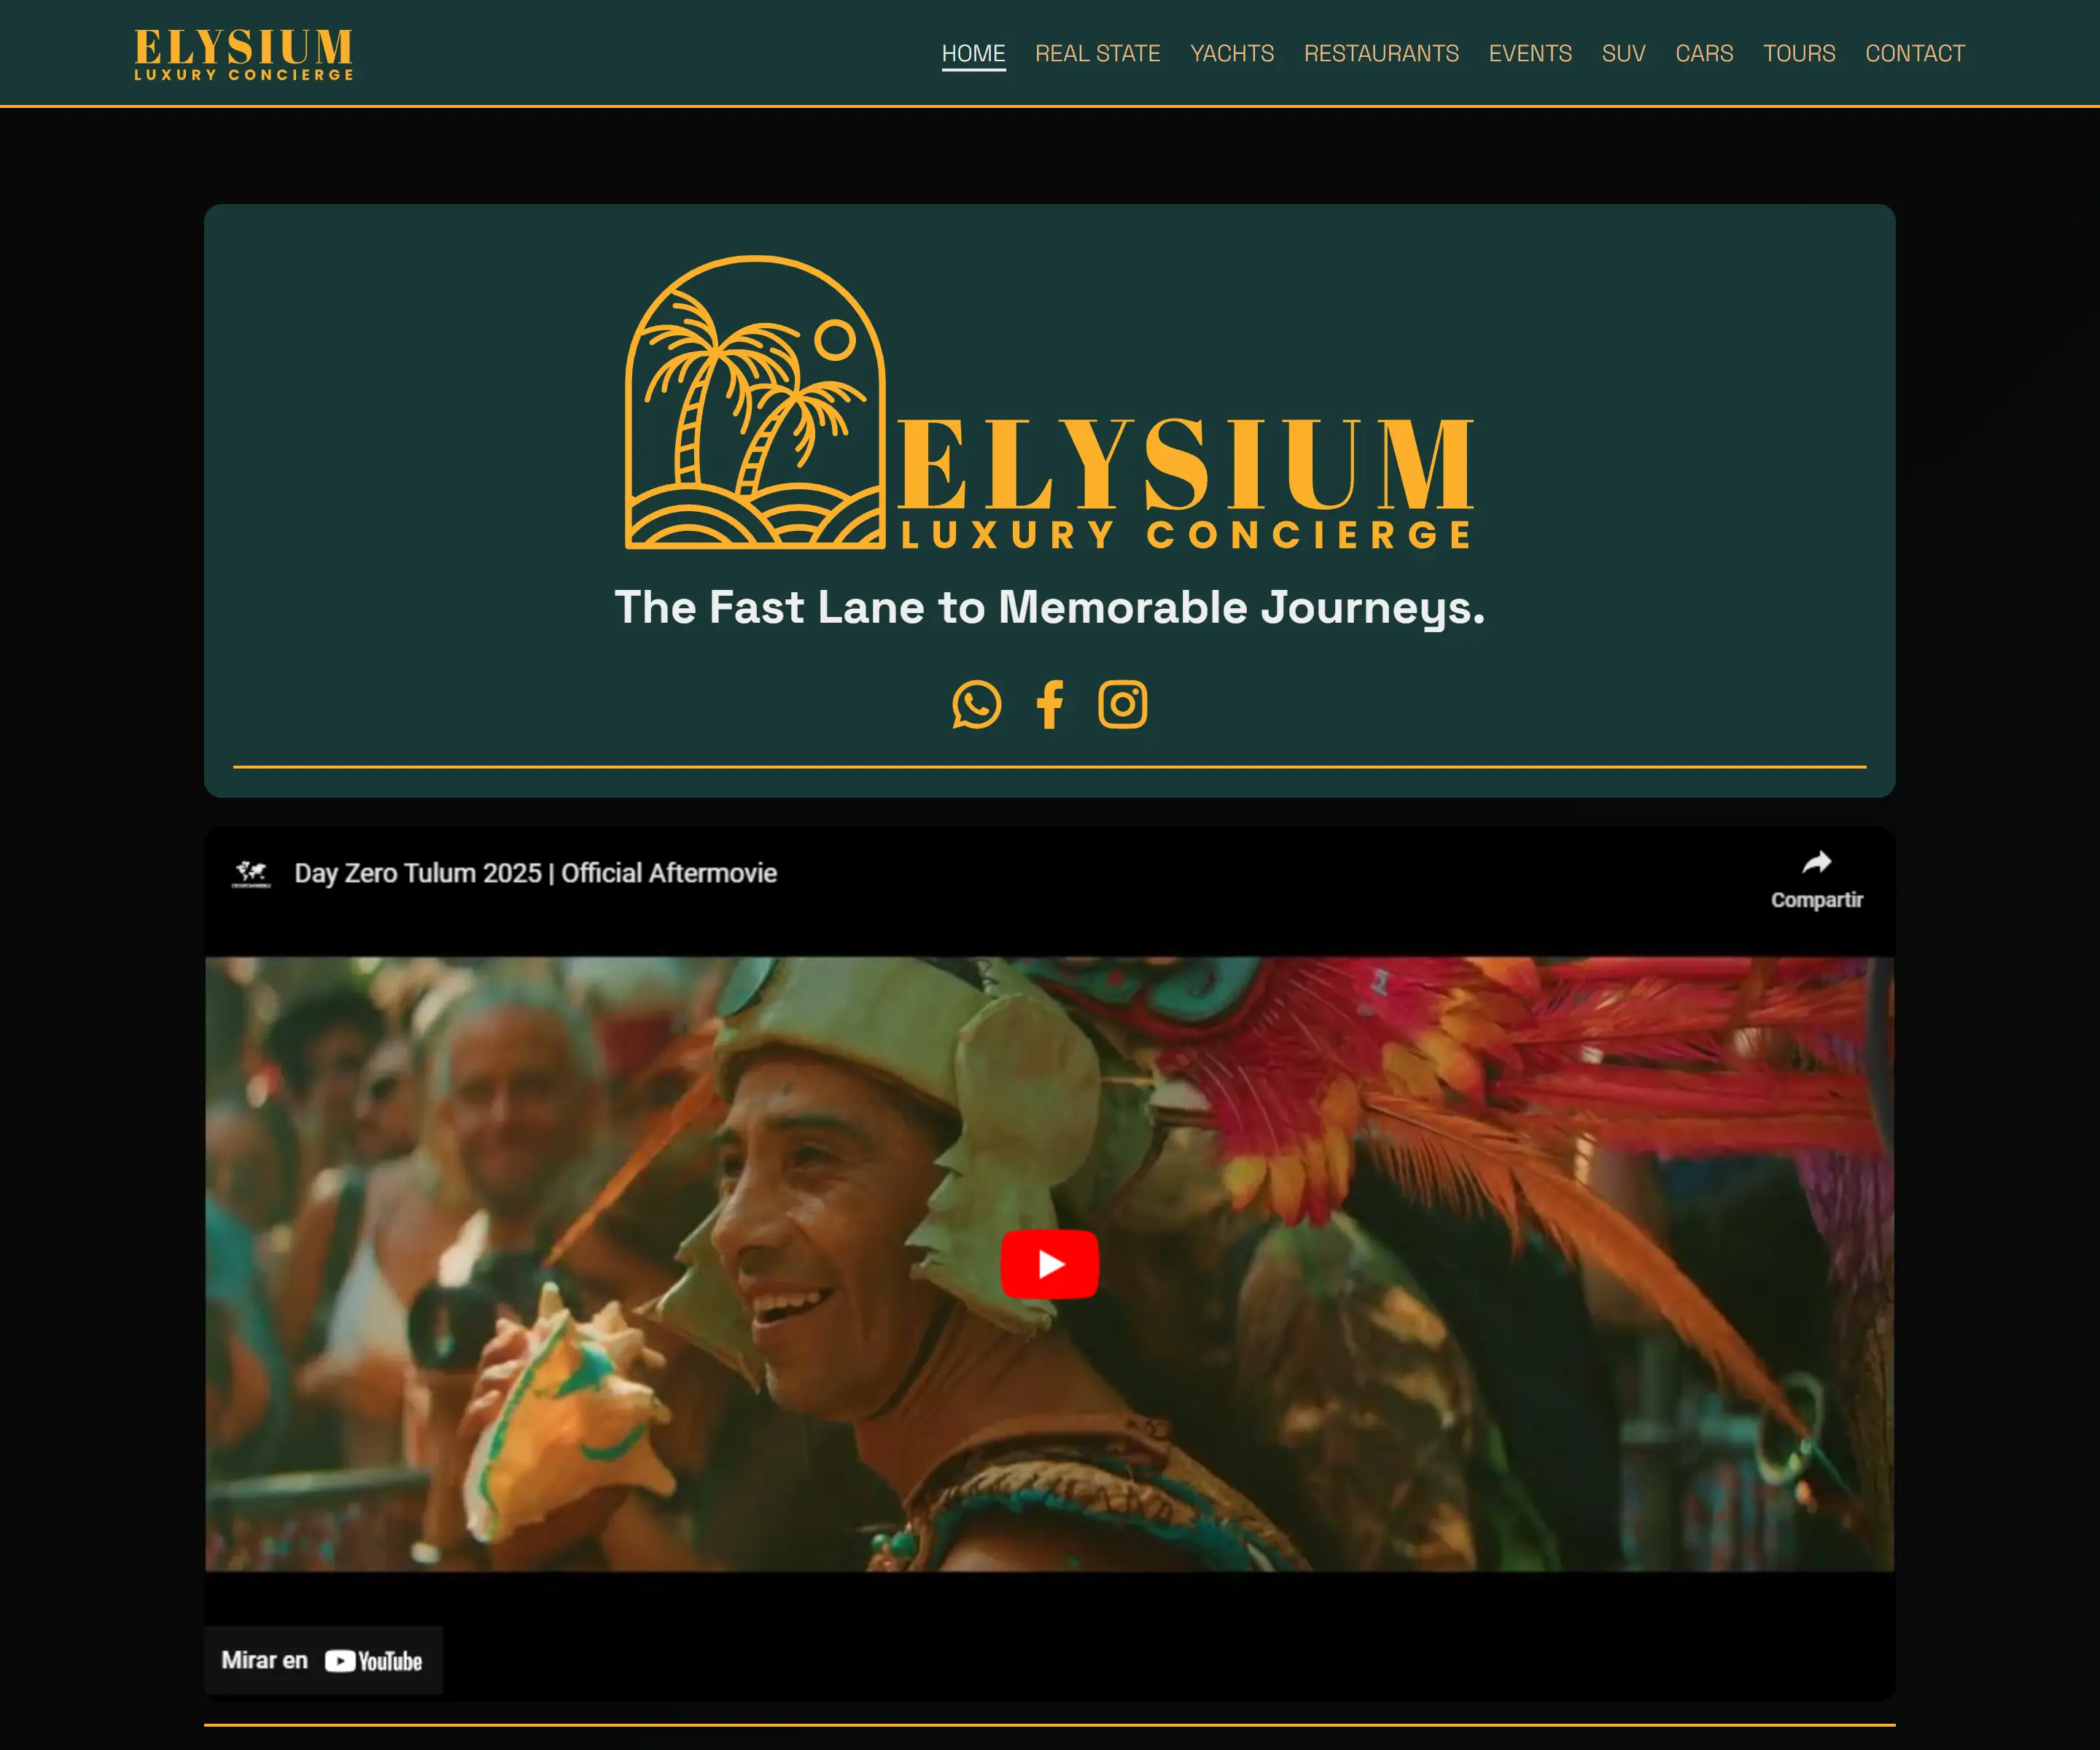 ELYSIUM
LUXURY CONCIERGE
HOME REAL STATE YACHTS RESTAURANTS EVENTS SUV CARS TOURS CONTACT
ELYSIUM
LUXURY CONCIERGE
The Fast Lane to Memorable Journeys.
Day Zero Tulum 2025 | Official Aftermovie
Compartir
Mirar en YouTube